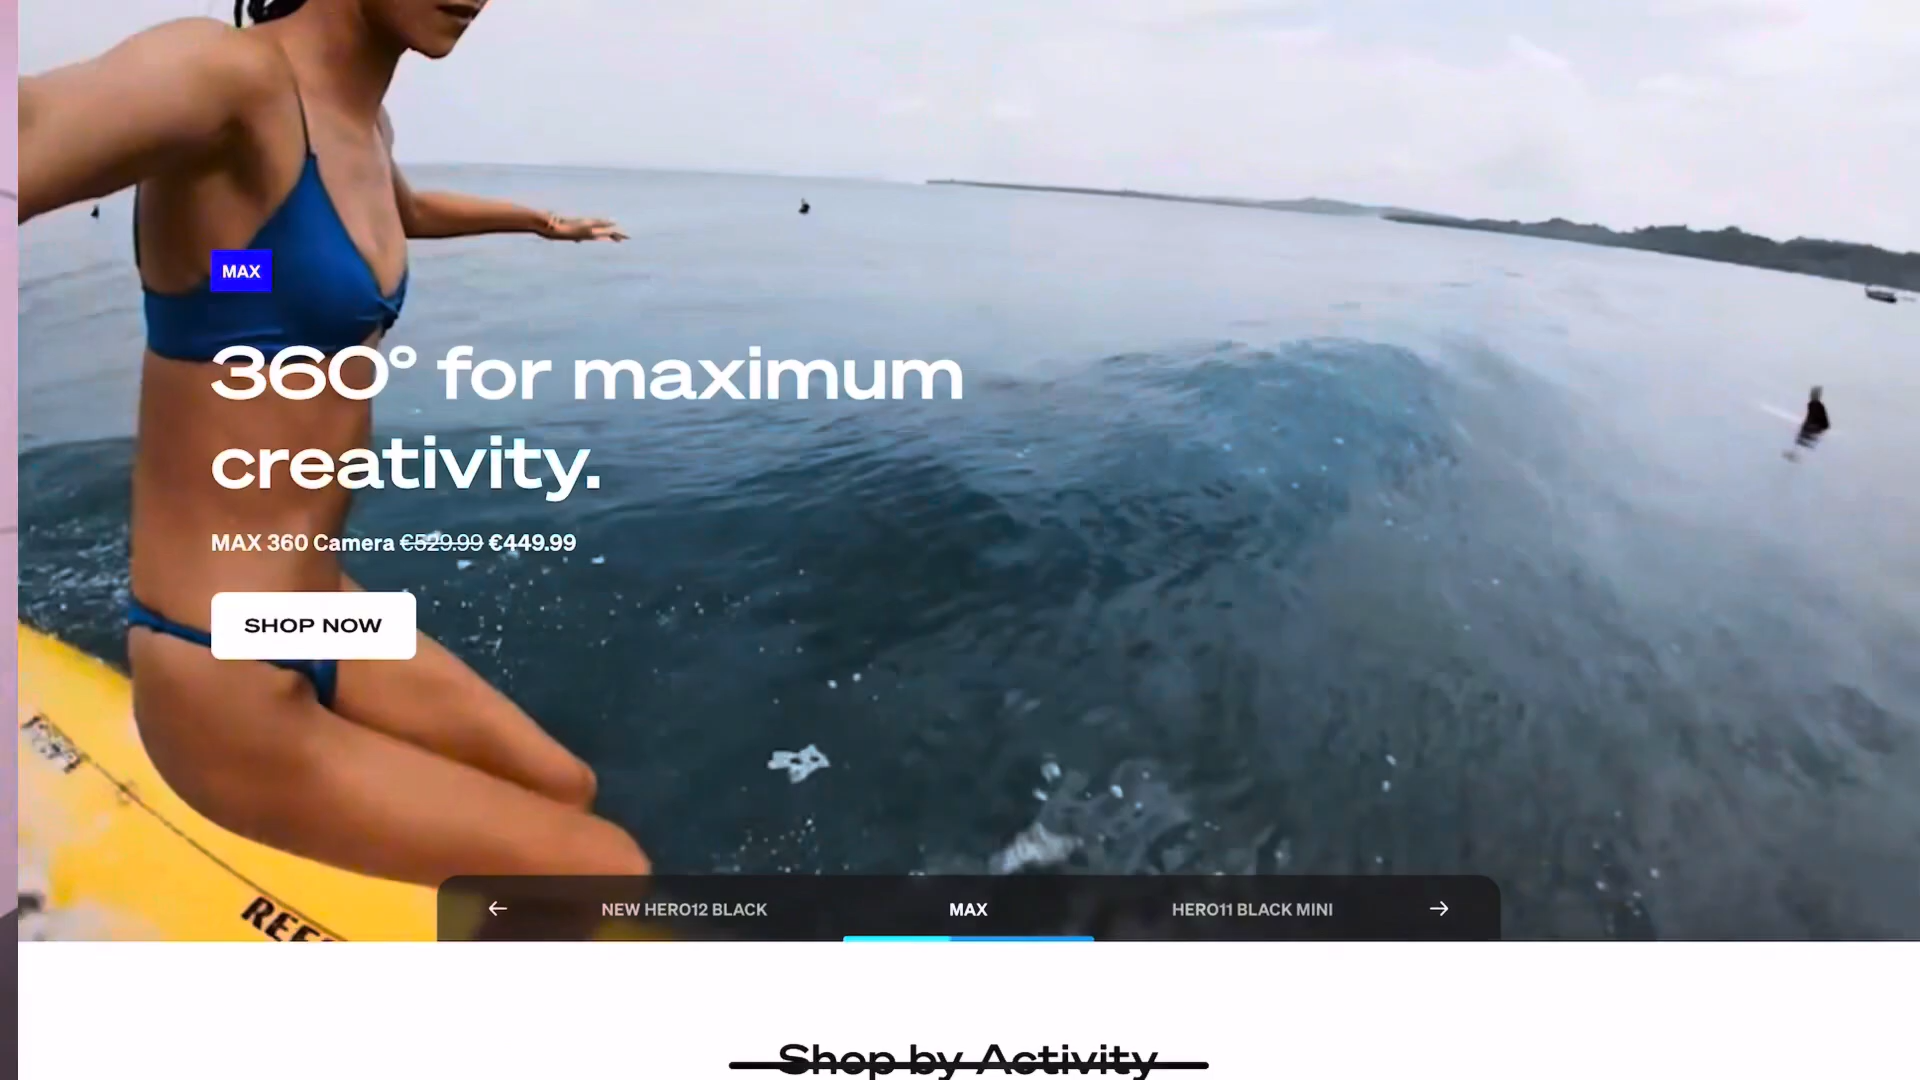 MAX
360° for maximum
creativity.
MAX 360 Camera €529.99 €449.99
SHOP NOW
NEW HERO12 BLACK
MAX
HERO11 BLACK MINI
Shop by Activity